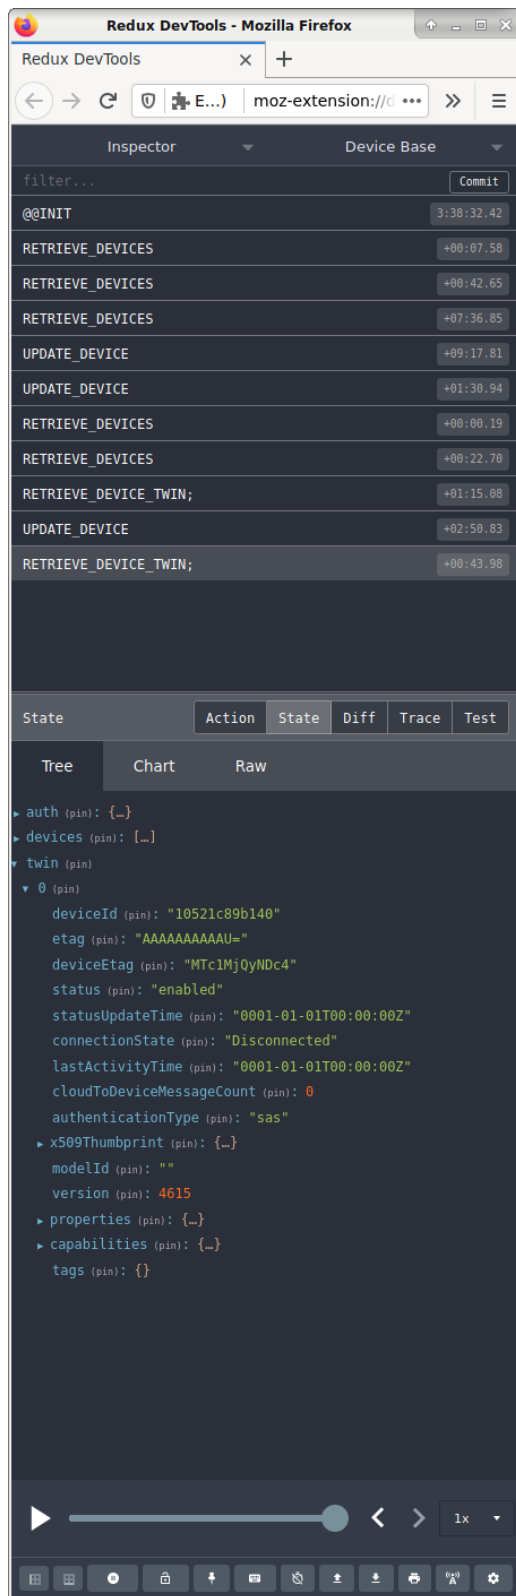 Redux DevTools - Mozilla Firefox
Redux DevTools
E...) moz-extension://d
Inspector Device Base
filter... Commit
@@INIT 3:38:32.42
RETRIEVE_DEVICES +00:07.58
RETRIEVE_DEVICES +00:42.65
RETRIEVE_DEVICES +07:36.85
UPDATE_DEVICE +09:17.81
UPDATE_DEVICE +01:30.94
RETRIEVE_DEVICES +00:00.19
RETRIEVE_DEVICES +00:22.70
RETRIEVE_DEVICE_TWIN; +01:15.08
UPDATE_DEVICE +02:50.83
RETRIEVE_DEVICE_TWIN; +00:43.98
State Action State Diff Trace Test
Tree Chart Raw
auth (pin): {…}
devices (pin): […]
twin (pin)
0 (pin)
deviceId (pin): "10521c89b140"
etag (pin): "AAAAAAAAAAU="
deviceEtag (pin): "MTc1MjQyNDc4"
status (pin): "enabled"
statusUpdateTime (pin): "0001-01-01T00:00:00Z"
connectionState (pin): "Disconnected"
lastActivityTime (pin): "0001-01-01T00:00:00Z"
cloudToDeviceMessageCount (pin): 0
authenticationType (pin): "sas"
x509Thumbprint (pin): {…}
modelId (pin): ""
version (pin): 4615
properties (pin): {…}
capabilities (pin): {…}
tags (pin): {}
1x